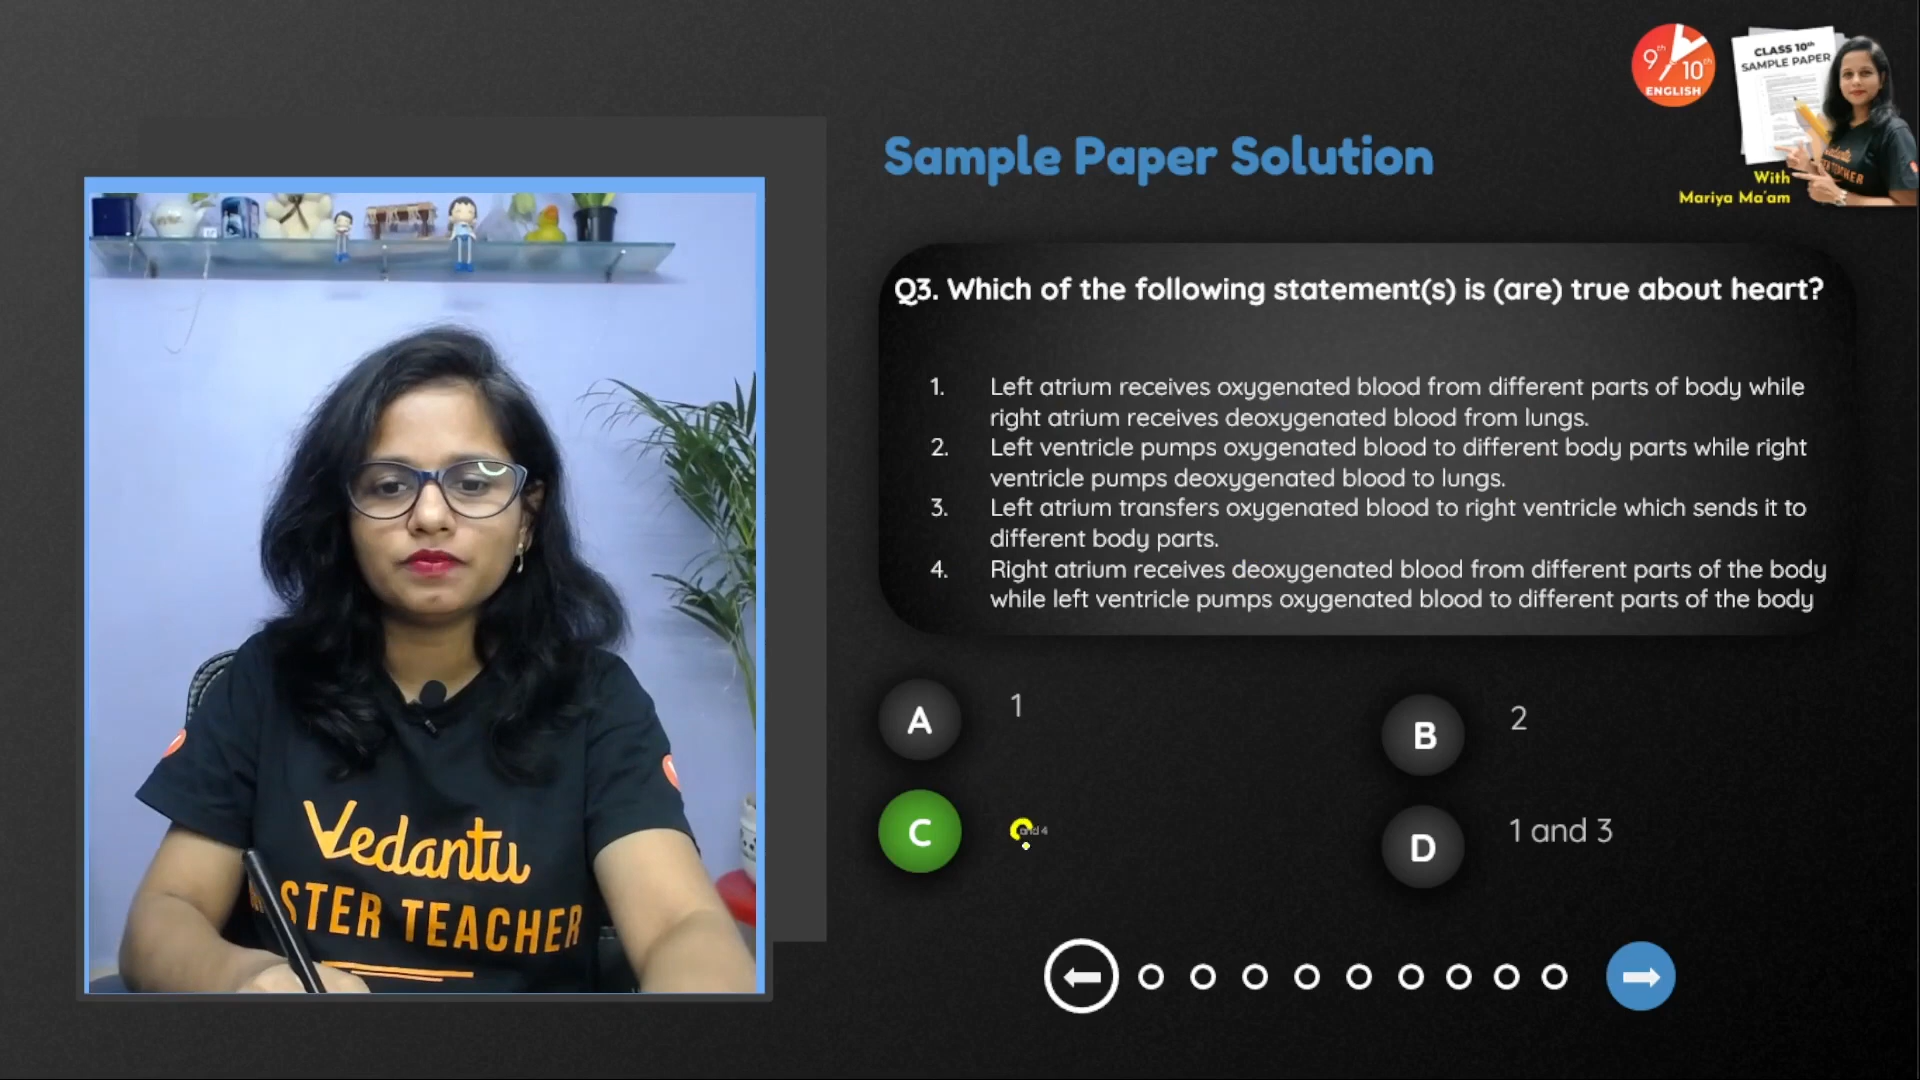 9th
10th
ENGLISH
CLASS 10th
SAMPLE PAPER
Vedantu
TEACHER
With
Mariya Ma'am
Sample Paper Solution
Q3. Which of the following statement(s) is (are) true about heart?
1. Left atrium receives oxygenated blood from different parts of body while
right atrium receives deoxygenated blood from lungs.
2. Left ventricle pumps oxygenated blood to different body parts while right
ventricle pumps deoxygenated blood to lungs.
3. Left atrium transfers oxygenated blood to right ventricle which sends it to
different body parts.
4. Right atrium receives deoxygenated blood from different parts of the body
while left ventricle pumps oxygenated blood to different parts of the body
A 1
B 2
C and 4
D 1 and 3
Vedantu
TEACHER